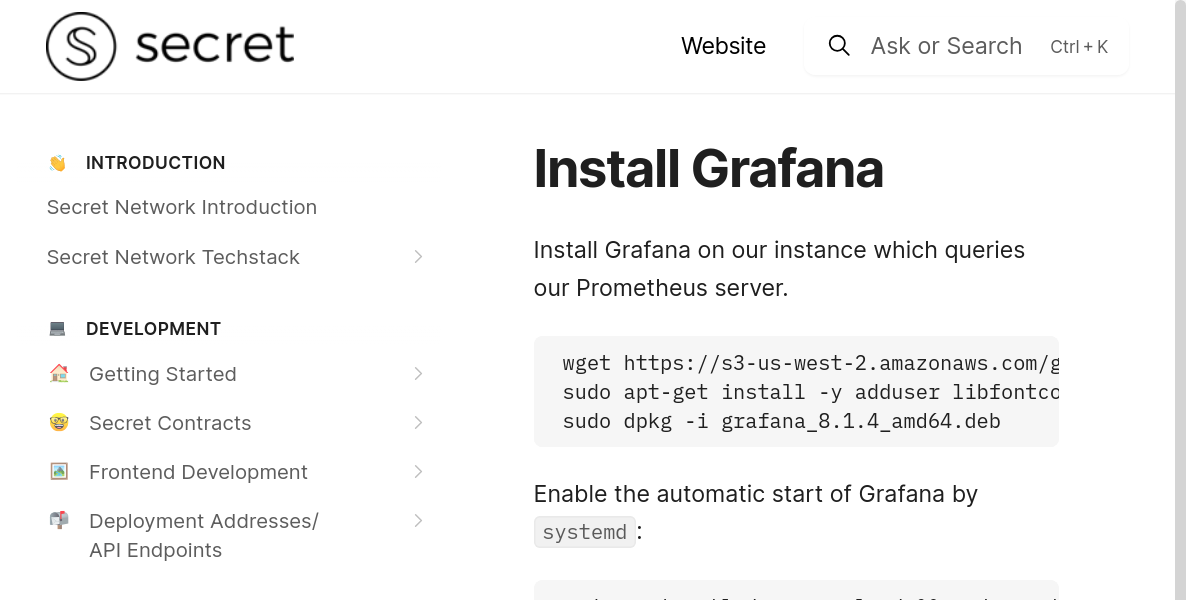 secret
Website
Ask or Search Ctrl + K
INTRODUCTION
Secret Network Introduction
Secret Network Techstack
DEVELOPMENT
Getting Started
Secret Contracts
Frontend Development
Deployment Addresses/
API Endpoints
Install Grafana
Install Grafana on our instance which queries
our Prometheus server.
wget https://s3-us-west-2.amazonaws.com/g
sudo apt-get install -y adduser libfontco
sudo dpkg -i grafana_8.1.4_amd64.deb
Enable the automatic start of Grafana by
systemd: